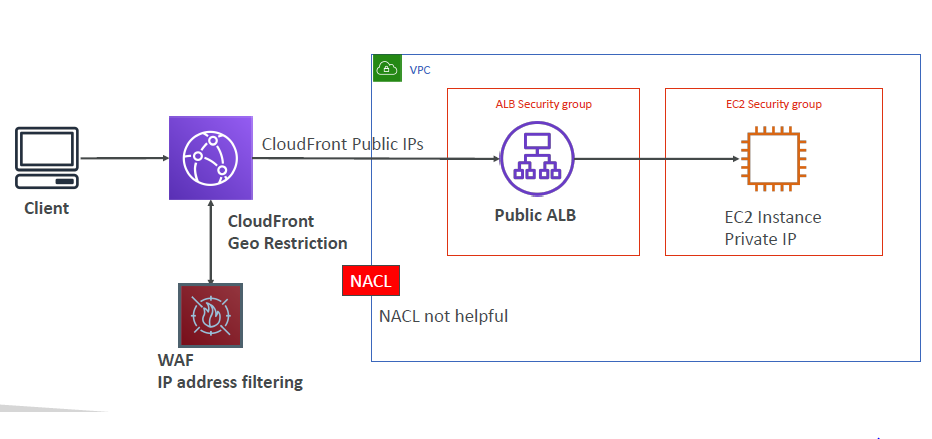 VPC
ALB Security group
EC2 Security group
CloudFront Public IPs
Client
Public ALB
EC2 Instance
Private IP
CloudFront
Geo Restriction
NACL
NACL not helpful
WAF
IP address filtering